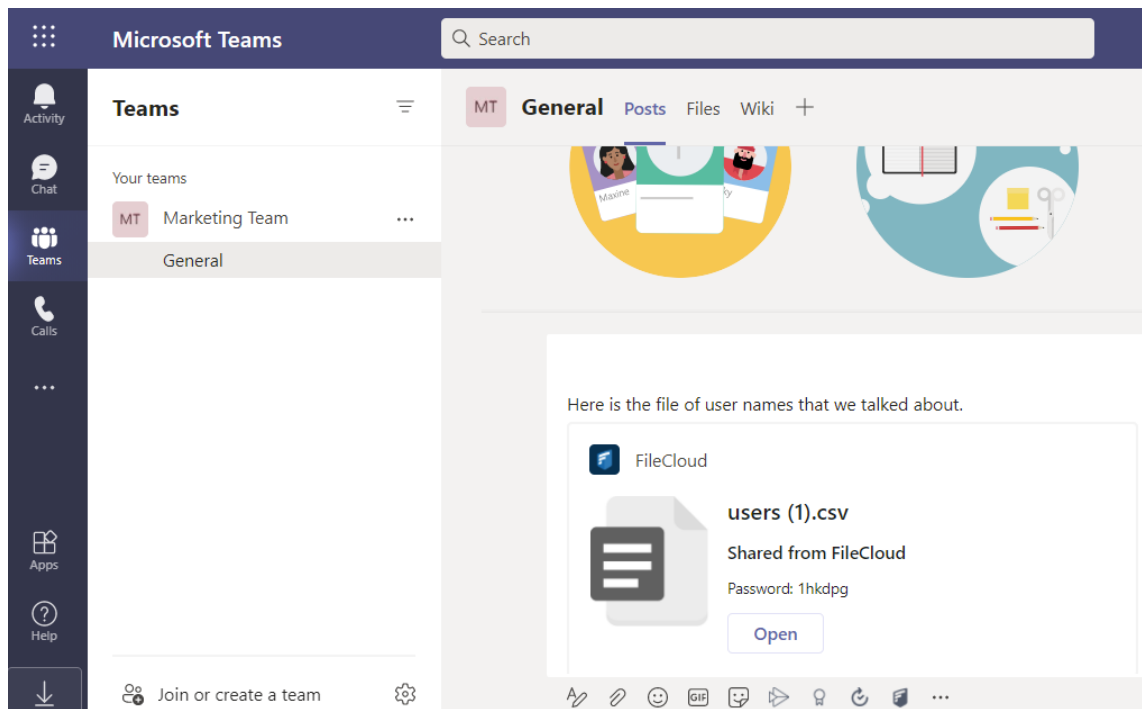 Microsoft Teams
Search
Activity
Chat
Teams
Calls
Apps
Help
Teams
Your teams
MT Marketing Team
General
Join or create a team
MT General Posts Files Wiki
Maxine
ky
Here is the file of user names that we talked about.
FileCloud
users (1).csv
Shared from FileCloud
Password: 1hkdpg
Open
GIF